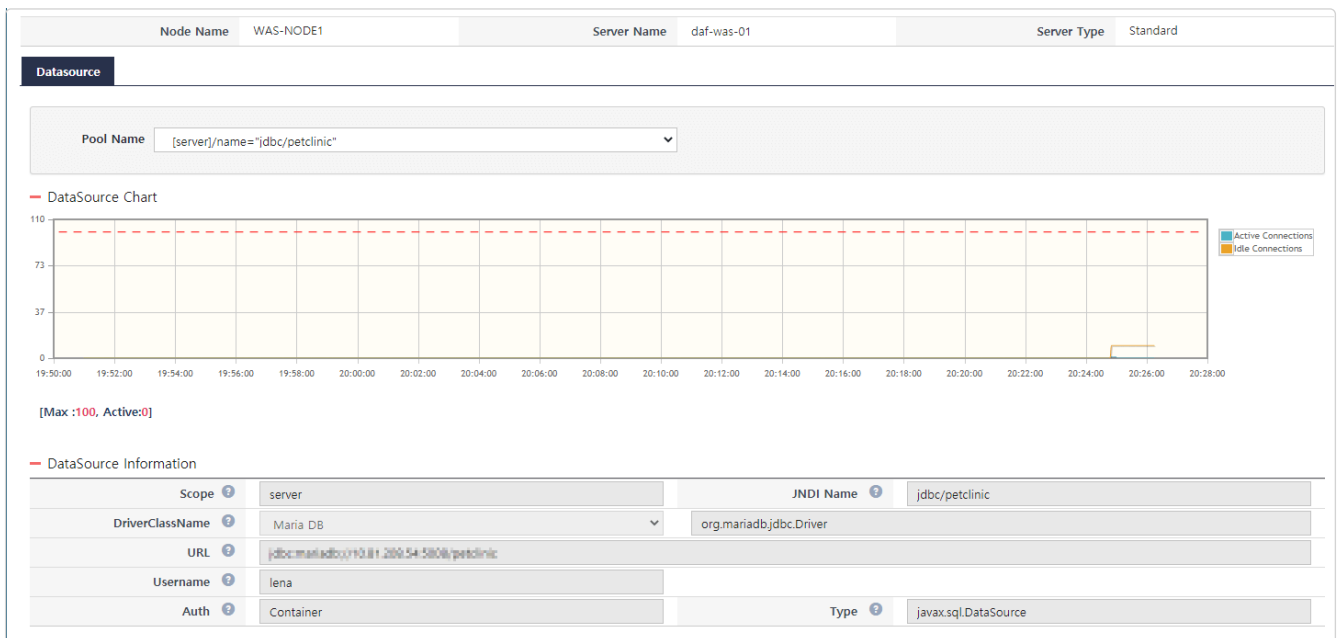 Node Name WAS-NODE1 Server Name daf-was-01 Server Type Standard
Datasource
Pool Name [server]/name="jdbc/petclinic"
DataSource Chart
110
73
37
0
Active Connections
Idle Connections
19:50:00 19:52:00 19:54:00 19:56:00 19:58:00 20:00:00 20:02:00 20:04:00 20:06:00 20:08:00 20:10:00 20:12:00 20:14:00 20:16:00 20:18:00 20:20:00 20:22:00 20:24:00 20:26:00 20:28:00
[Max :100, Active:0]
DataSource Information
Scope ? server JNDI Name ? jdbc/petclinic
DriverClassName ? Maria DB org.mariadb.jdbc.Driver
URL ?
Username ? lena
Auth ? Container Type ? javax.sql.DataSource